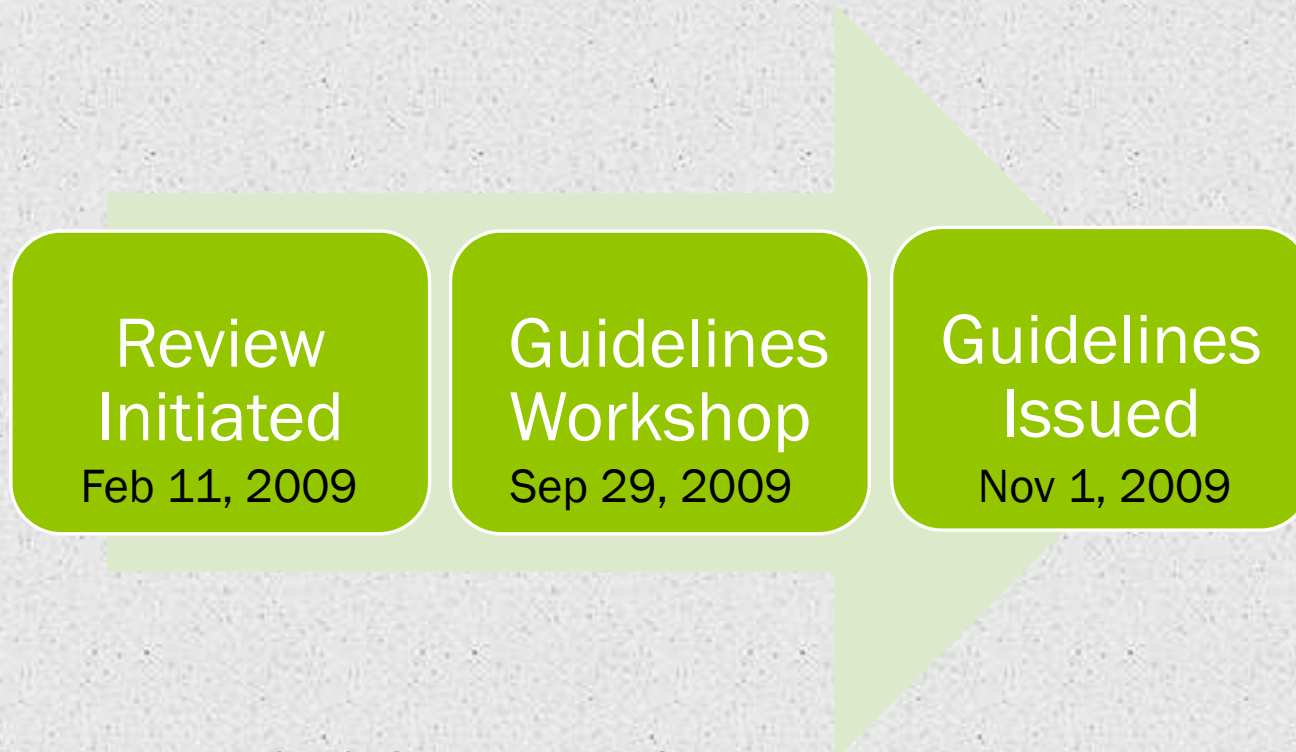 Review
Initiated
Feb 11, 2009
Guidelines
Workshop
Sep 29, 2009
Guidelines
Issued
Nov 1, 2009